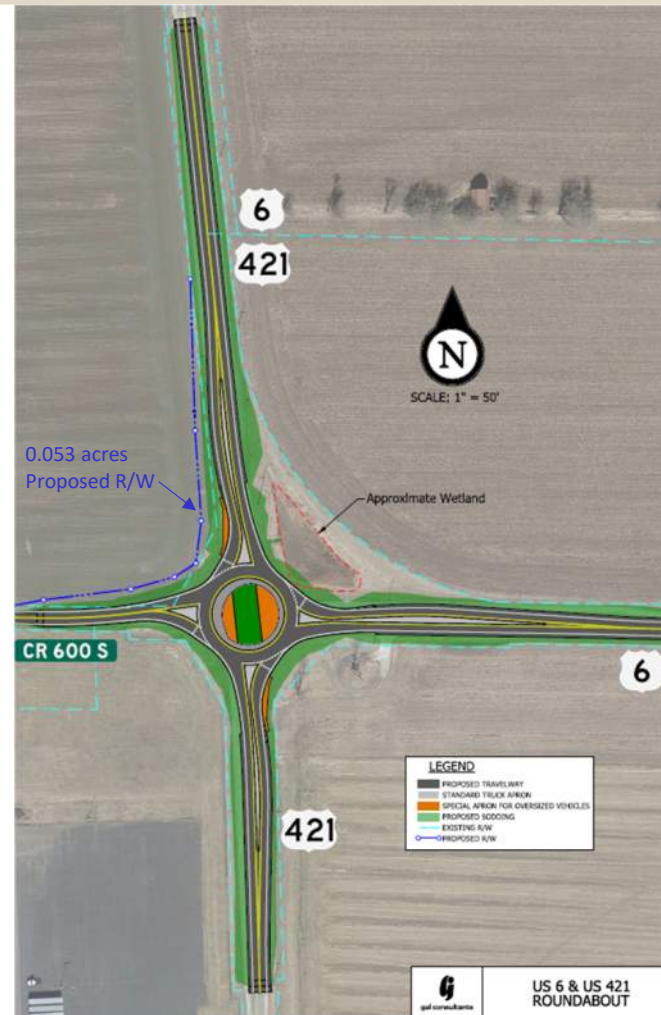 6
421
N
SCALE: 1" = 50'
0.053 acres
Proposed R/W
Approximate Wetland
CR 600 S
6
LEGEND
PROPOSED TRAVELWAY
STANDARD TRUCK APRON
SPECIAL APRON FOR OVERSIZED VEHICLES
PROPOSED SODDING
EXISTING R/W
PROPOSED R/W
421
gai consultants
US 6 & US 421
ROUNDABOUT